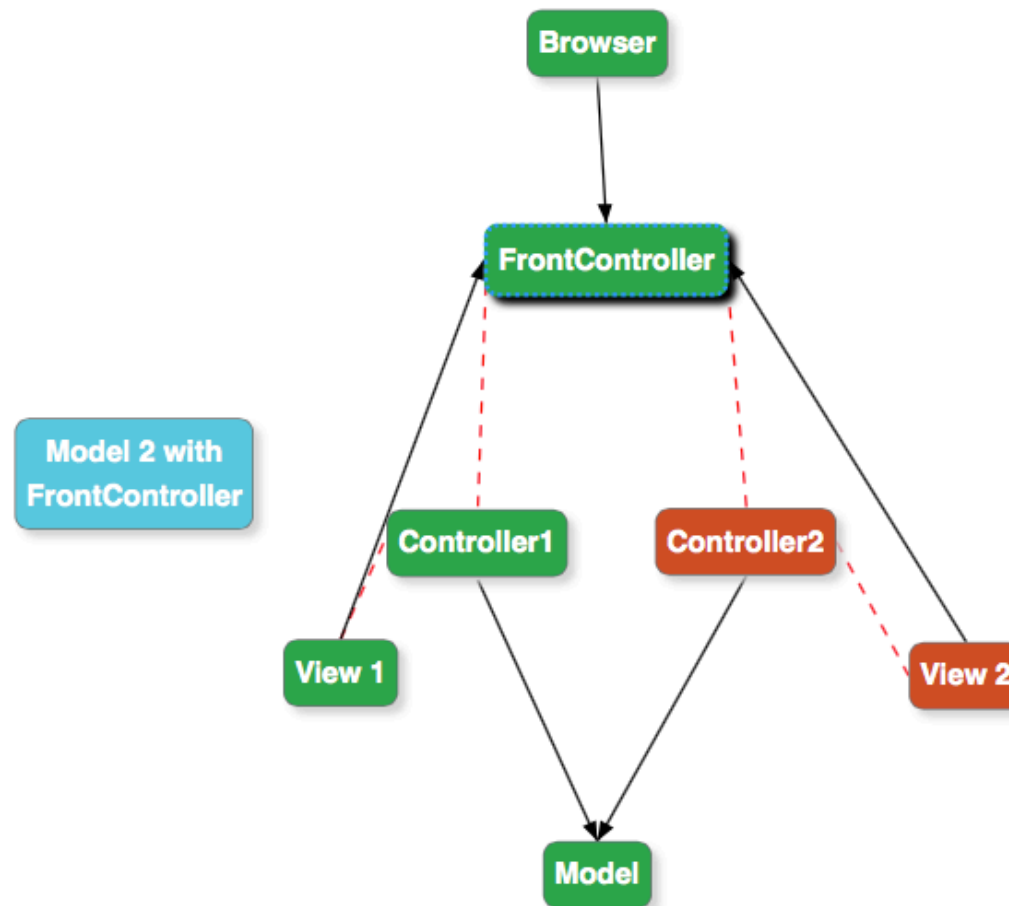 Browser
FrontController
Model 2 with
FrontController
Controller1
Controller2
View 1
View 2
Model